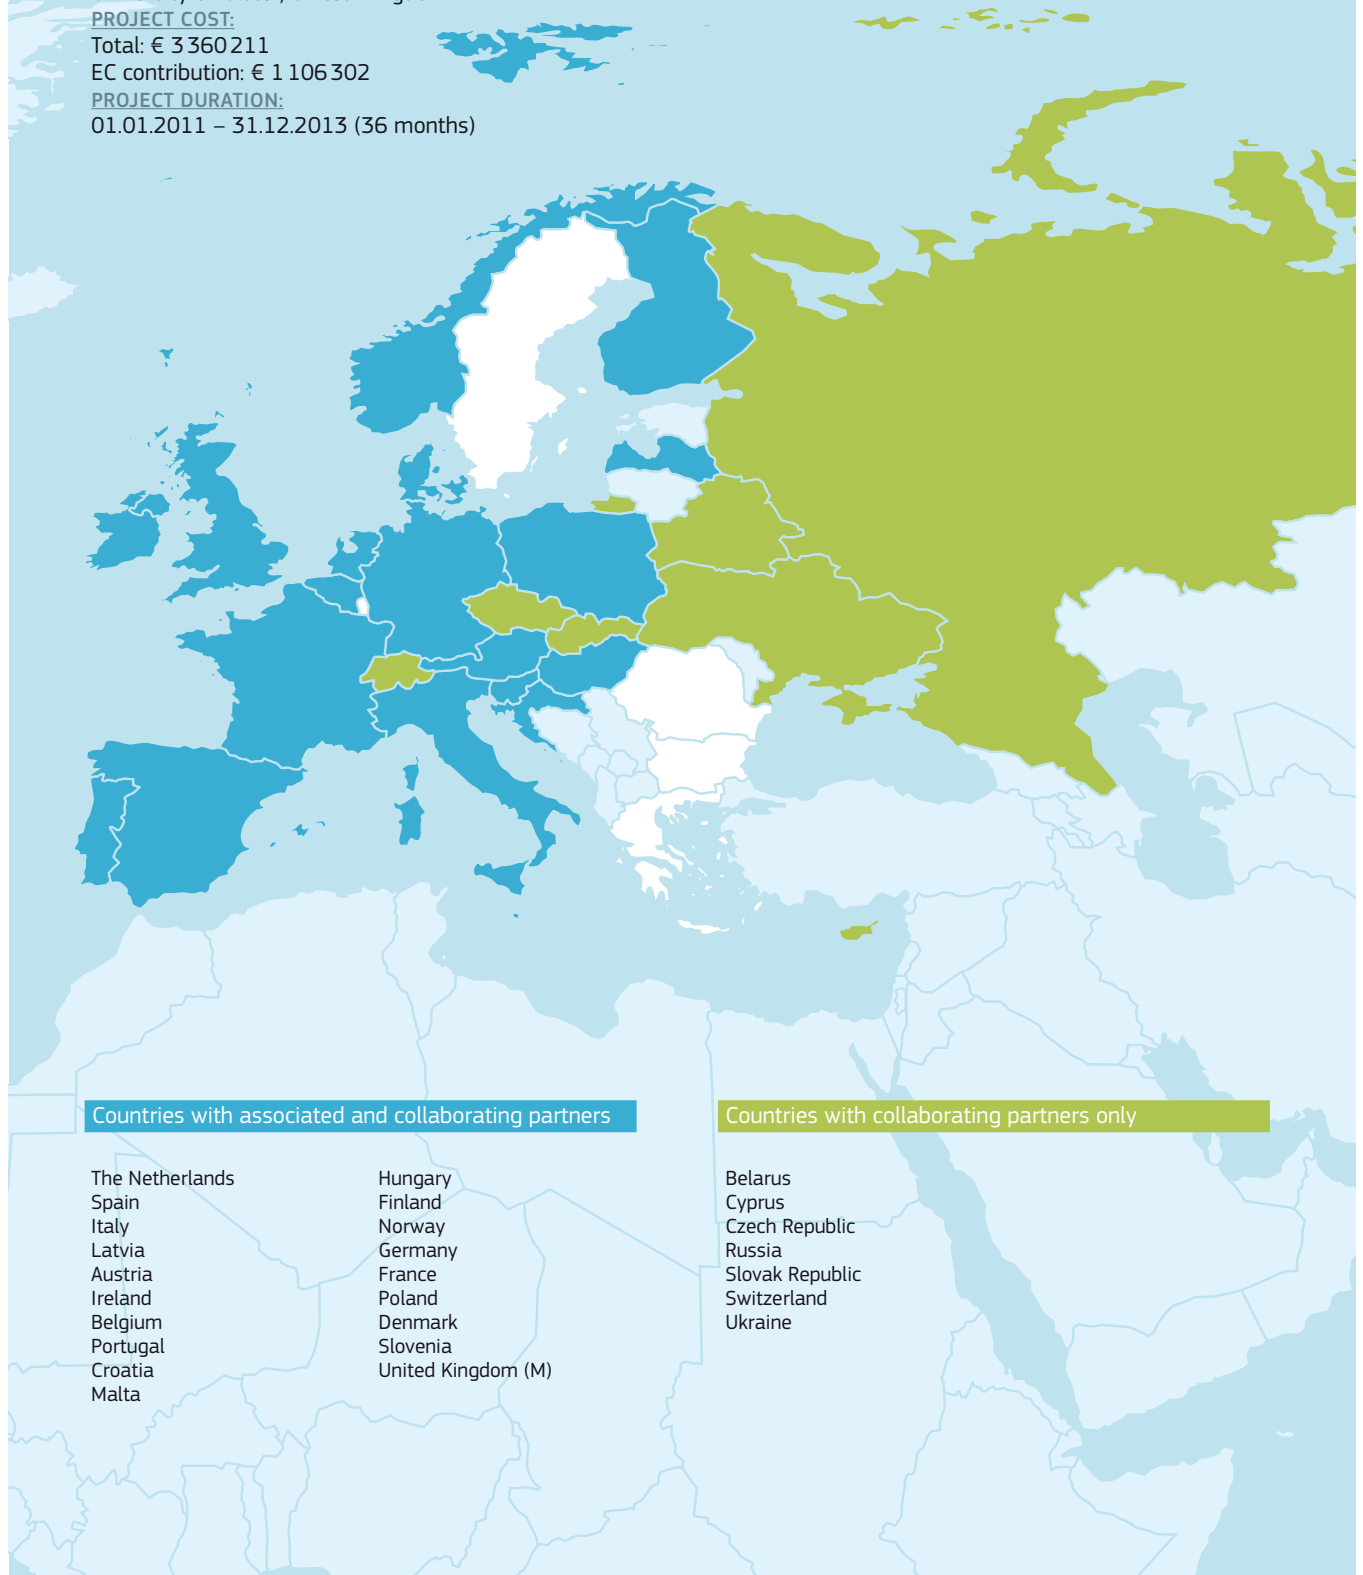 PROJECT COST:
Total: € 3 360 211
EC contribution: € 1 106 302
PROJECT DURATION:
01.01.2011 – 31.12.2013 (36 months)
Countries with associated and collaborating partners
The Netherlands
Spain
Italy
Latvia
Austria
Ireland
Belgium
Portugal
Croatia
Malta
Hungary
Finland
Norway
Germany
France
Poland
Denmark
Slovenia
United Kingdom (M)
Countries with collaborating partners only
Belarus
Cyprus
Czech Republic
Russia
Slovak Republic
Switzerland
Ukraine